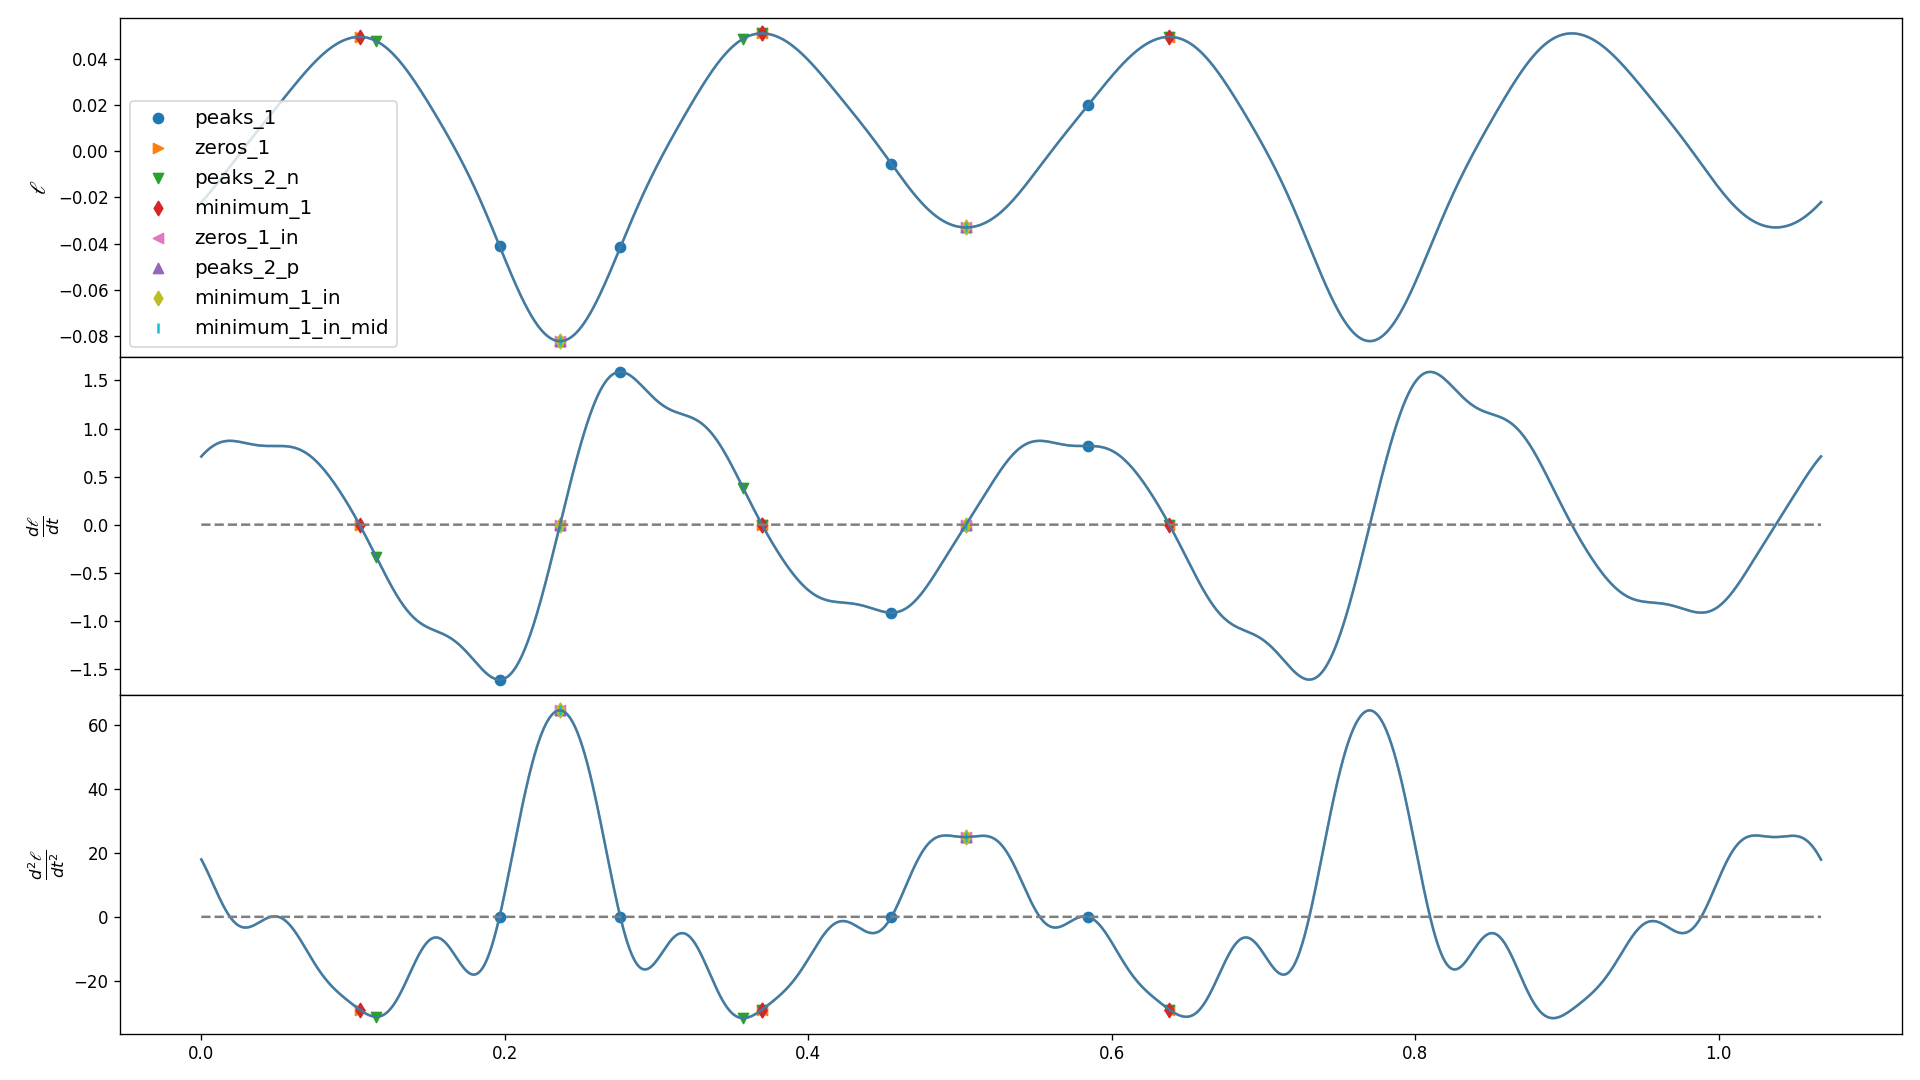 0.04
0.02
0.00
−0.02
−0.04
−0.06
−0.08
ℓ
peaks_1
zeros_1
peaks_2_n
minimum_1
zeros_1_in
peaks_2_p
minimum_1_in
minimum_1_in_mid
1.5
1.0
0.5
0.0
−0.5
−1.0
−1.5
dℓ
dt
60
40
20
0
−20
d²ℓ
dt²
0.0 0.2 0.4 0.6 0.8 1.0